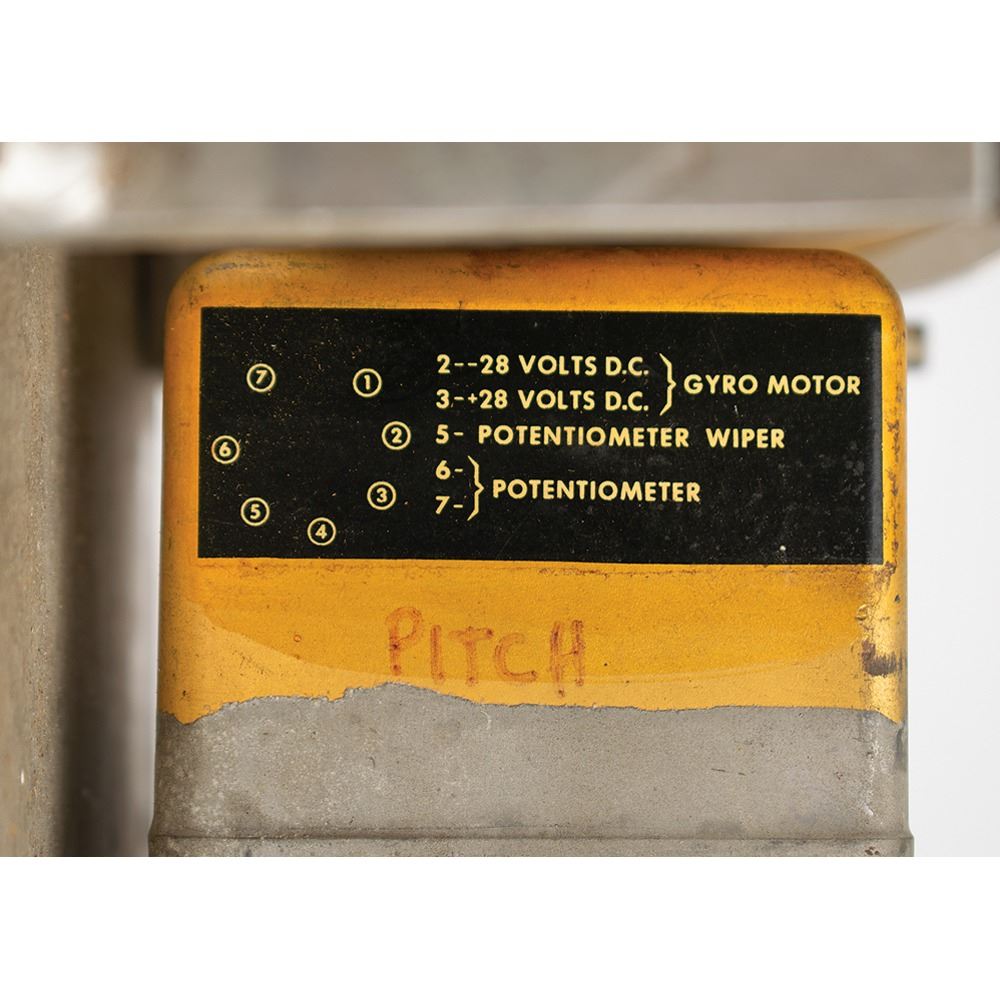 7 1
2--28 VOLTS D.C.
3-+28 VOLTS D.C.
GYRO MOTOR
2
5- POTENTIOMETER WIPER
6
6-
7-
POTENTIOMETER
3
5
4
PITCH